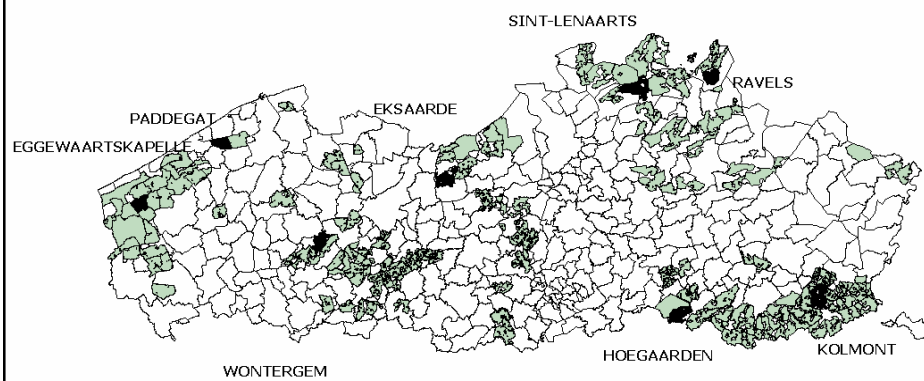 SINT-LENAARTS
RAVELS
EKSAARDE
PADDEGAT
EGGEWAARTSKAPELLE
HOEGAARDEN
KOLMONT
WONTERGEM